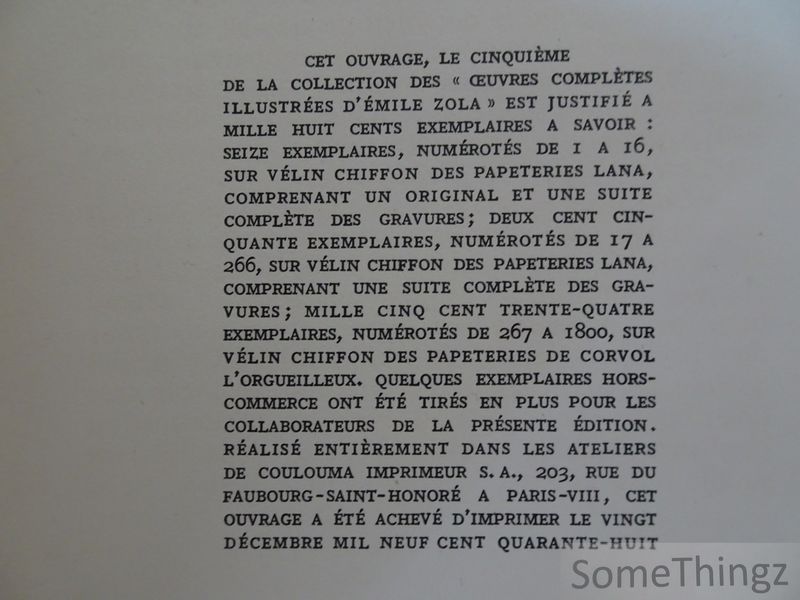 CET OUVRAGE, LE CINQUIÈME
DE LA COLLECTION DES « ŒUVRES COMPLÈTES
ILLUSTRÉES D'ÉMILE ZOLA » EST JUSTIFIÉ A
MILLE HUIT CENTS EXEMPLAIRES A SAVOIR :
SEIZE EXEMPLAIRES, NUMÉROTÉS DE 1 A 16,
SUR VÉLIN CHIFFON DES PAPETERIES LANA,
COMPRENANT UN ORIGINAL ET UNE SUITE
COMPLÈTE DES GRAVURES; DEUX CENT CIN-
QUANTE EXEMPLAIRES, NUMÉROTÉS DE 17 A
266, SUR VÉLIN CHIFFON DES PAPETERIES LANA,
COMPRENANT UNE SUITE COMPLÈTE DES GRA-
VURES; MILLE CINQ CENT TRENTE-QUATRE
EXEMPLAIRES, NUMÉROTÉS DE 267 A 1800, SUR
VÉLIN CHIFFON DES PAPETERIES DE CORVOL
L'ORGUEILLEUX. QUELQUES EXEMPLAIRES HORS-
COMMERCE ONT ÉTÉ TIRÉS EN PLUS POUR LES
COLLABORATEURS DE LA PRÉSENTE ÉDITION.
RÉALISÉ ENTIÈREMENT DANS LES ATELIERS
DE COULOUMA IMPRIMEUR S.A., 203, RUE DU
FAUBOURG-SAINT-HONORÉ A PARIS-VIII, CET
OUVRAGE A ÉTÉ ACHEVÉ D'IMPRIMER LE VINGT
DÉCEMBRE MIL NEUF CENT QUARANTE-HUIT
SomeThingz